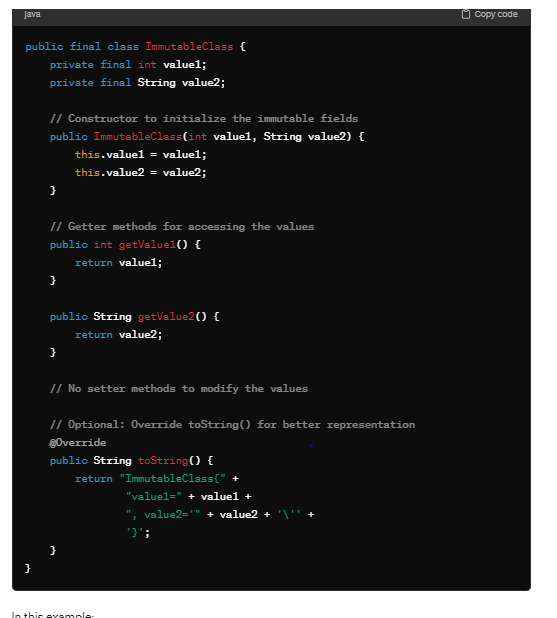 java Copy code
public final class ImmutableClass {
    private final int value1;
    private final String value2;

    // Constructor to initialize the immutable fields
    public ImmutableClass(int value1, String value2) {
        this.value1 = value1;
        this.value2 = value2;
    }

    // Getter methods for accessing the values
    public int getValue1() {
        return value1;
    }

    public String getValue2() {
        return value2;
    }

    // No setter methods to modify the values

    // Optional: Override toString() for better representation
    @Override
    public String toString() {
        return "ImmutableClass{" +
                "value1=" + value1 +
                ", value2='" + value2 + '\'' +
                '}';
    }
}
In this example: